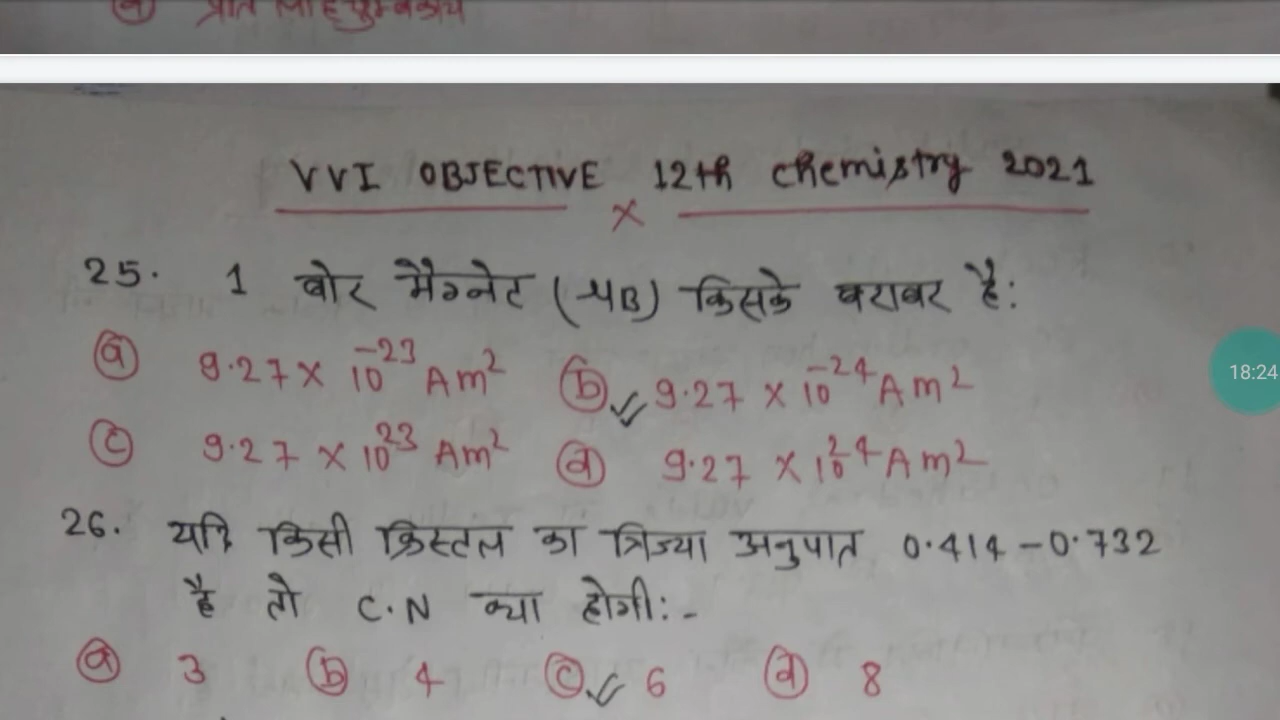 VVI OBJECTIVE 12th Chemistry 2021
x
25. 1 बोर मैग्नेट (μB) किसके बराबर है:
(a) 9.27 × 10⁻²³ Am² (b) 9.27 × 10⁻²⁴ Am²
(c) 9.27 × 10²³ Am² (d) 9.27 × 10²⁴ Am²
26. यदि किसी क्रिस्टल का त्रिज्या अनुपात 0.414 - 0.732
है तो C.N क्या होगी:-
(a) 3 (b) 4 (c) 6 (d) 8
18:24